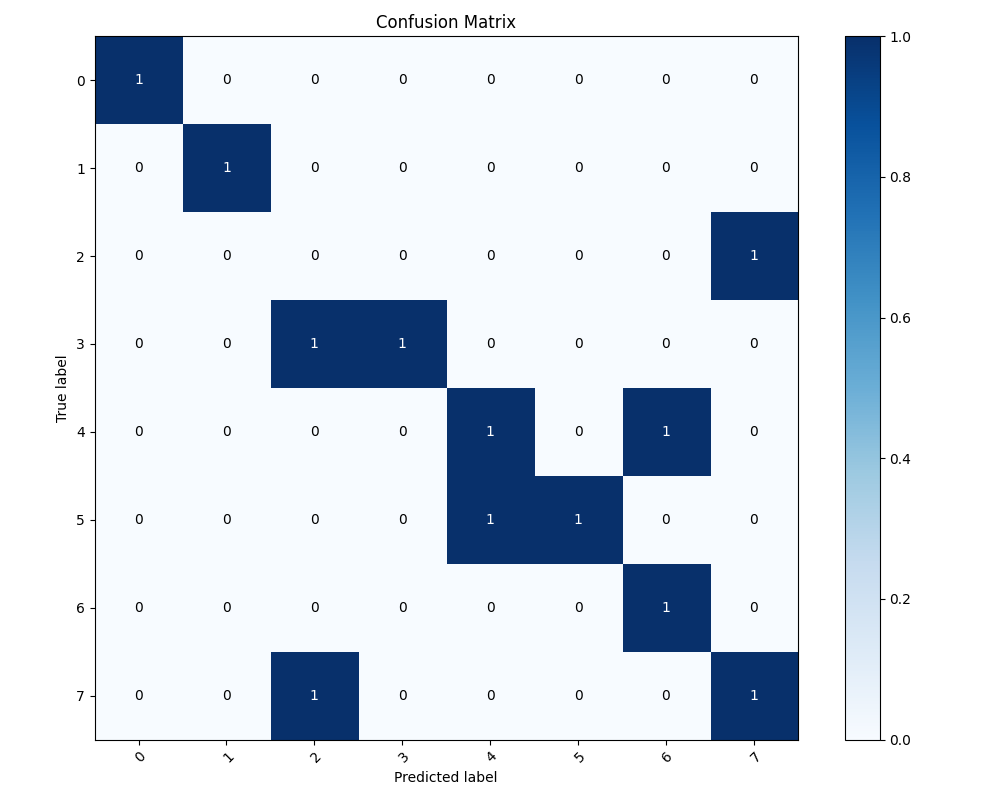 Confusion Matrix
True label
0 1 0 0 0 0 0 0 0
1 0 1 0 0 0 0 0 0
2 0 0 0 0 0 0 0 1
3 0 0 1 1 0 0 0 0
4 0 0 0 0 1 0 1 0
5 0 0 0 0 1 1 0 0
6 0 0 0 0 0 0 1 0
7 0 0 1 0 0 0 0 1
0 1 2 3 4 5 6 7
Predicted label
1.0
0.8
0.6
0.4
0.2
0.0